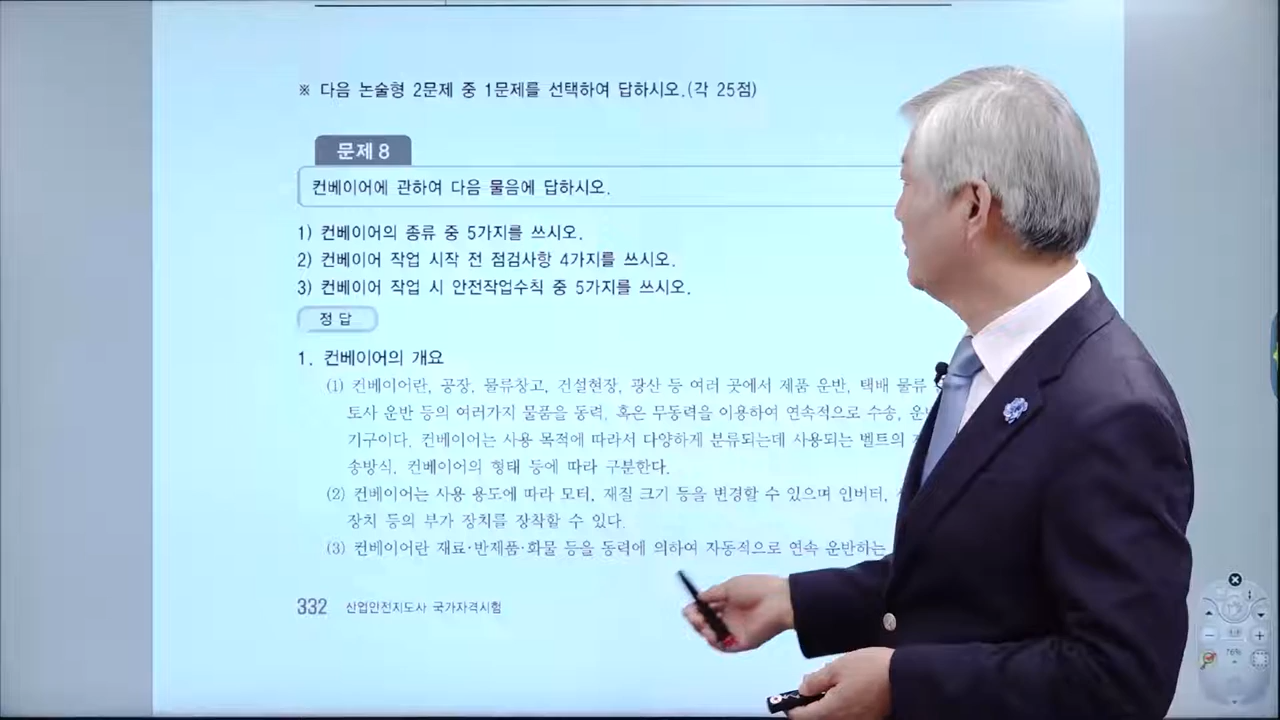 ※ 다음 논술형 2문제 중 1문제를 선택하여 답하시오.(각 25점)
문제 8
컨베이어에 관하여 다음 물음에 답하시오.
1) 컨베이어의 종류 중 5가지를 쓰시오.
2) 컨베이어 작업 시작 전 점검사항 4가지를 쓰시오.
3) 컨베이어 작업 시 안전작업수칙 중 5가지를 쓰시오.
정 답
1. 컨베이어의 개요
(1) 컨베이어란, 공장, 물류창고, 건설현장, 광산 등 여러 곳에서 제품 운반, 택배 물류
토사 운반 등의 여러가지 물품을 동력, 혹은 무동력을 이용하여 연속적으로 수송,
기구이다. 컨베이어는 사용 목적에 따라서 다양하게 분류되는데 사용되는 벨트의
송방식, 컨베이어의 형태 등에 따라 구분한다.
(2) 컨베이어는 사용 용도에 따라 모터, 재질 크기 등을 변경할 수 있으며 인버터,
장치 등의 부가 장치를 장착할 수 있다.
(3) 컨베이어란 재료·반제품·화물 등을 동력에 의하여 자동적으로 연속 운반하는
332 산업안전지도사 국가자격시험
76%